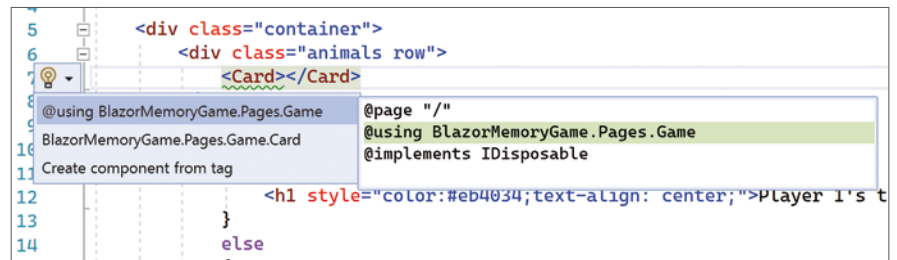 5 <div class="container">
6 <div class="animals row">
7 <Card></Card>
@using BlazorMemoryGame.Pages.Game
BlazorMemoryGame.Pages.Game.Card
Create component from tag
@page "/"
@using BlazorMemoryGame.Pages.Game
@implements IDisposable
12 <h1 style="color:#eb4034;text-align: center;">Player 1's t
13 }
14 else